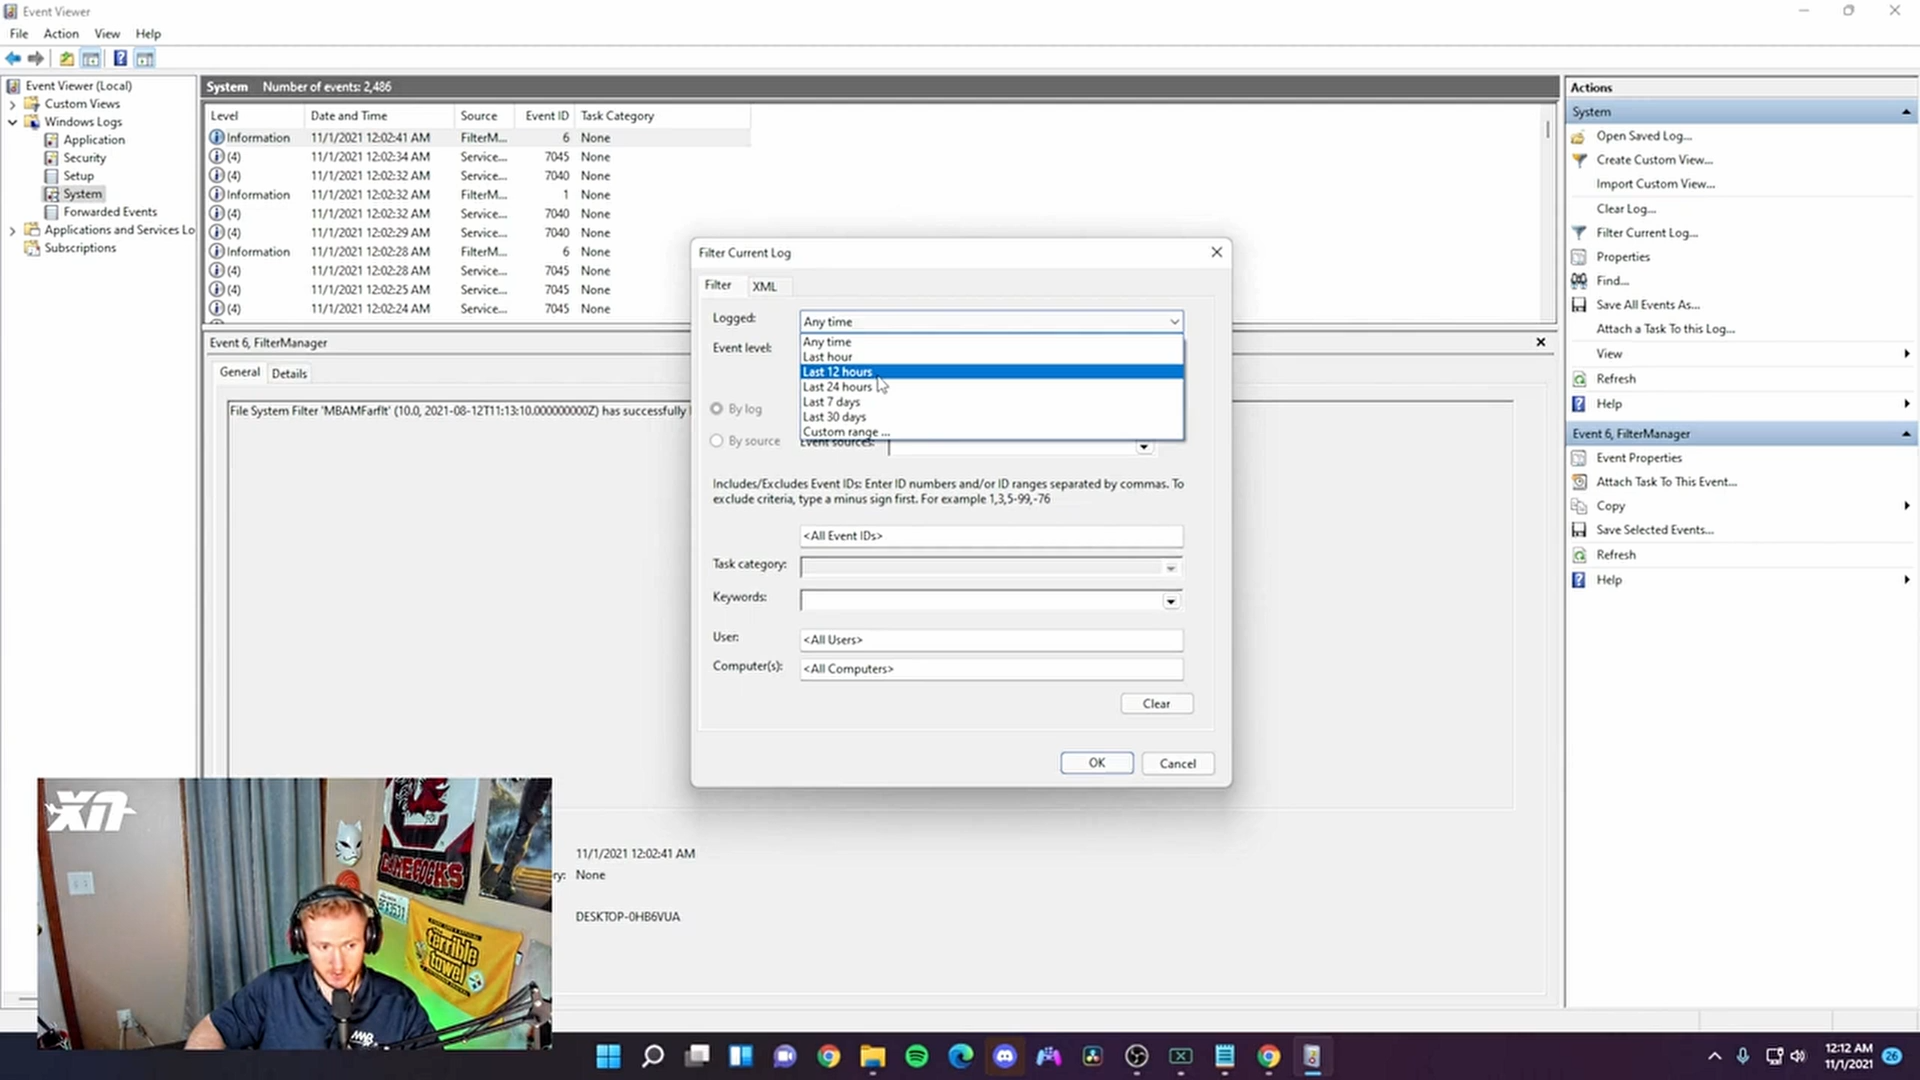 Event Viewer
File Action View Help
Event Viewer (Local)
Custom Views
Windows Logs
Application
Security
Setup
System
Forwarded Events
Applications and Services Lo
Subscriptions
System Number of events: 2,486
Level Date and Time Source Event ID Task Category
Information 11/1/2021 12:02:41 AM FilterM... 6 None
(4) 11/1/2021 12:02:34 AM Service... 7045 None
(4) 11/1/2021 12:02:32 AM Service... 7040 None
Information 11/1/2021 12:02:32 AM FilterM... 1 None
(4) 11/1/2021 12:02:32 AM Service... 7040 None
(4) 11/1/2021 12:02:29 AM Service... 7040 None
Information 11/1/2021 12:02:28 AM FilterM... 6 None
(4) 11/1/2021 12:02:28 AM Service... 7045 None
(4) 11/1/2021 12:02:25 AM Service... 7045 None
(4) 11/1/2021 12:02:24 AM Service... 7045 None
Event 6, FilterManager
General Details
File System Filter 'MBAMFarflt' (10.0, 2021-08-12T11:13:10.000000000Z) has successfully
11/1/2021 12:02:41 AM
ry: None
DESKTOP-0HB6VUA
Filter Current Log
Filter XML
Logged: Any time
Any time
Last hour
Last 12 hours
Last 24 hours
Last 7 days
Last 30 days
Custom range ...
Event level:
By log
By source Event sources:
Includes/Excludes Event IDs: Enter ID numbers and/or ID ranges separated by commas. To
exclude criteria, type a minus sign first. For example 1,3,5-99,-76
<All Event IDs>
Task category:
Keywords:
User: <All Users>
Computer(s): <All Computers>
Clear
OK Cancel
Actions
System
Open Saved Log...
Create Custom View...
Import Custom View...
Clear Log...
Filter Current Log...
Properties
Find...
Save All Events As...
Attach a Task To this Log...
View
Refresh
Help
Event 6, FilterManager
Event Properties
Attach Task To This Event...
Copy
Save Selected Events...
Refresh
Help
GAMECOCKS
terrible
towel
12:12 AM
11/1/2021
26